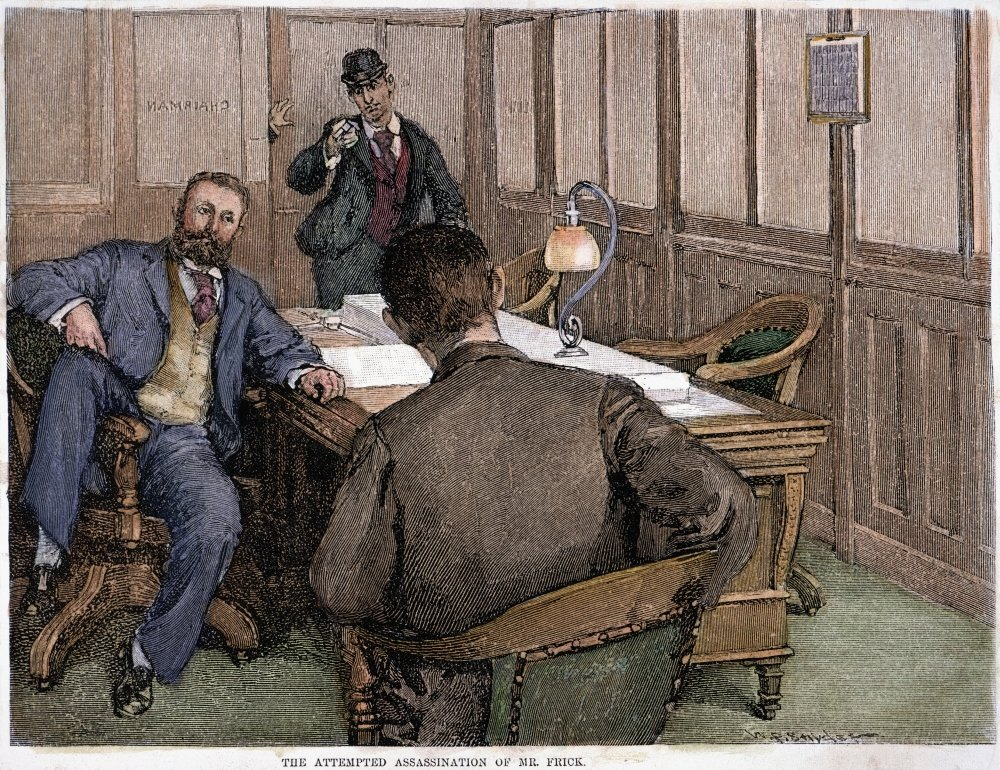 CHAIRMAN
THE ATTEMPTED ASSASSINATION OF MR. FRICK.